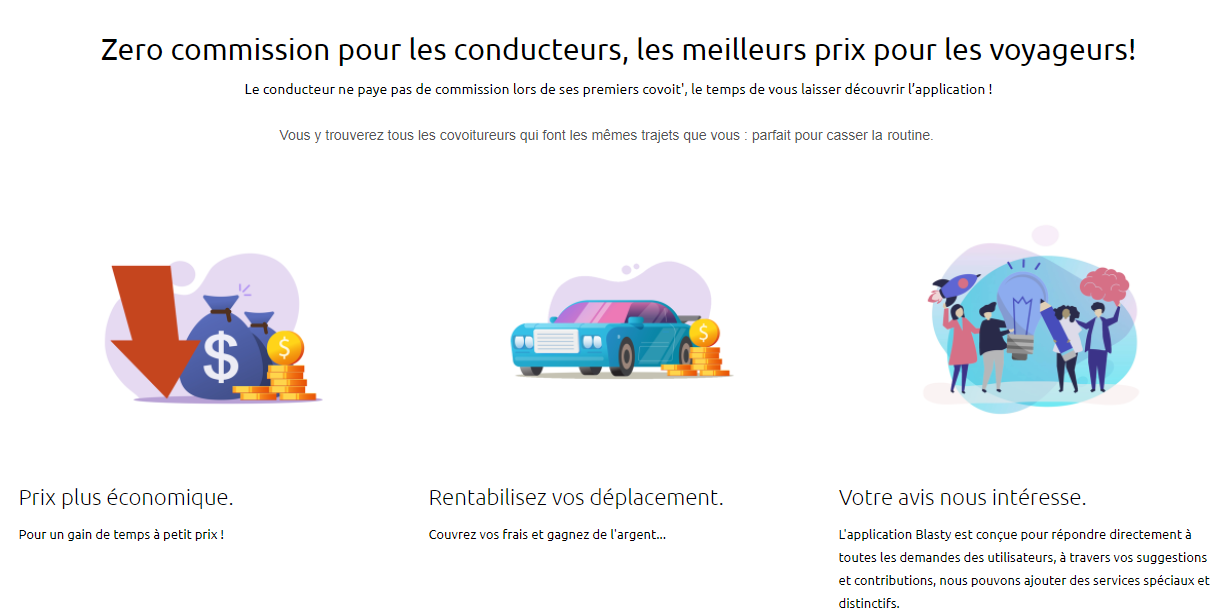 Zero commission pour les conducteurs, les meilleurs prix pour les voyageurs!
Le conducteur ne paye pas de commission lors de ses premiers covoit', le temps de vous laisser découvrir l’application !
Vous y trouverez tous les covoitureurs qui font les mêmes trajets que vous : parfait pour casser la routine.
$
$
$
Prix plus économique.
Pour un gain de temps à petit prix !
Rentabilisez vos déplacement.
Couvrez vos frais et gagnez de l'argent...
Votre avis nous intéresse.
L'application Blasty est conçue pour répondre directement à
toutes les demandes des utilisateurs, à travers vos suggestions
et contributions, nous pouvons ajouter des services spéciaux et
distinctifs.